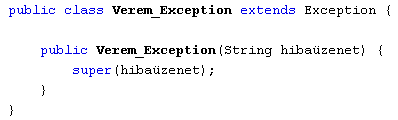 public class Verem_Exception extends Exception {
public Verem_Exception(String hibaüzenet) {
super(hibaüzenet);
}
}